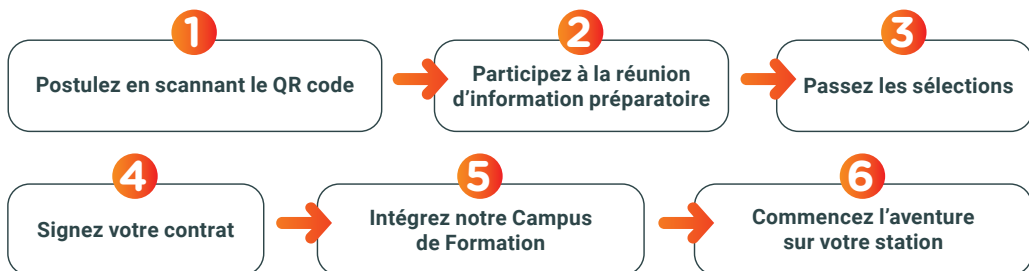 1
Postulez en scannant le QR code
2
Participez à la réunion
d’information préparatoire
3
Passez les sélections
4
Signez votre contrat
5
Intégrez notre Campus
de Formation
6
Commencez l’aventure
sur votre station